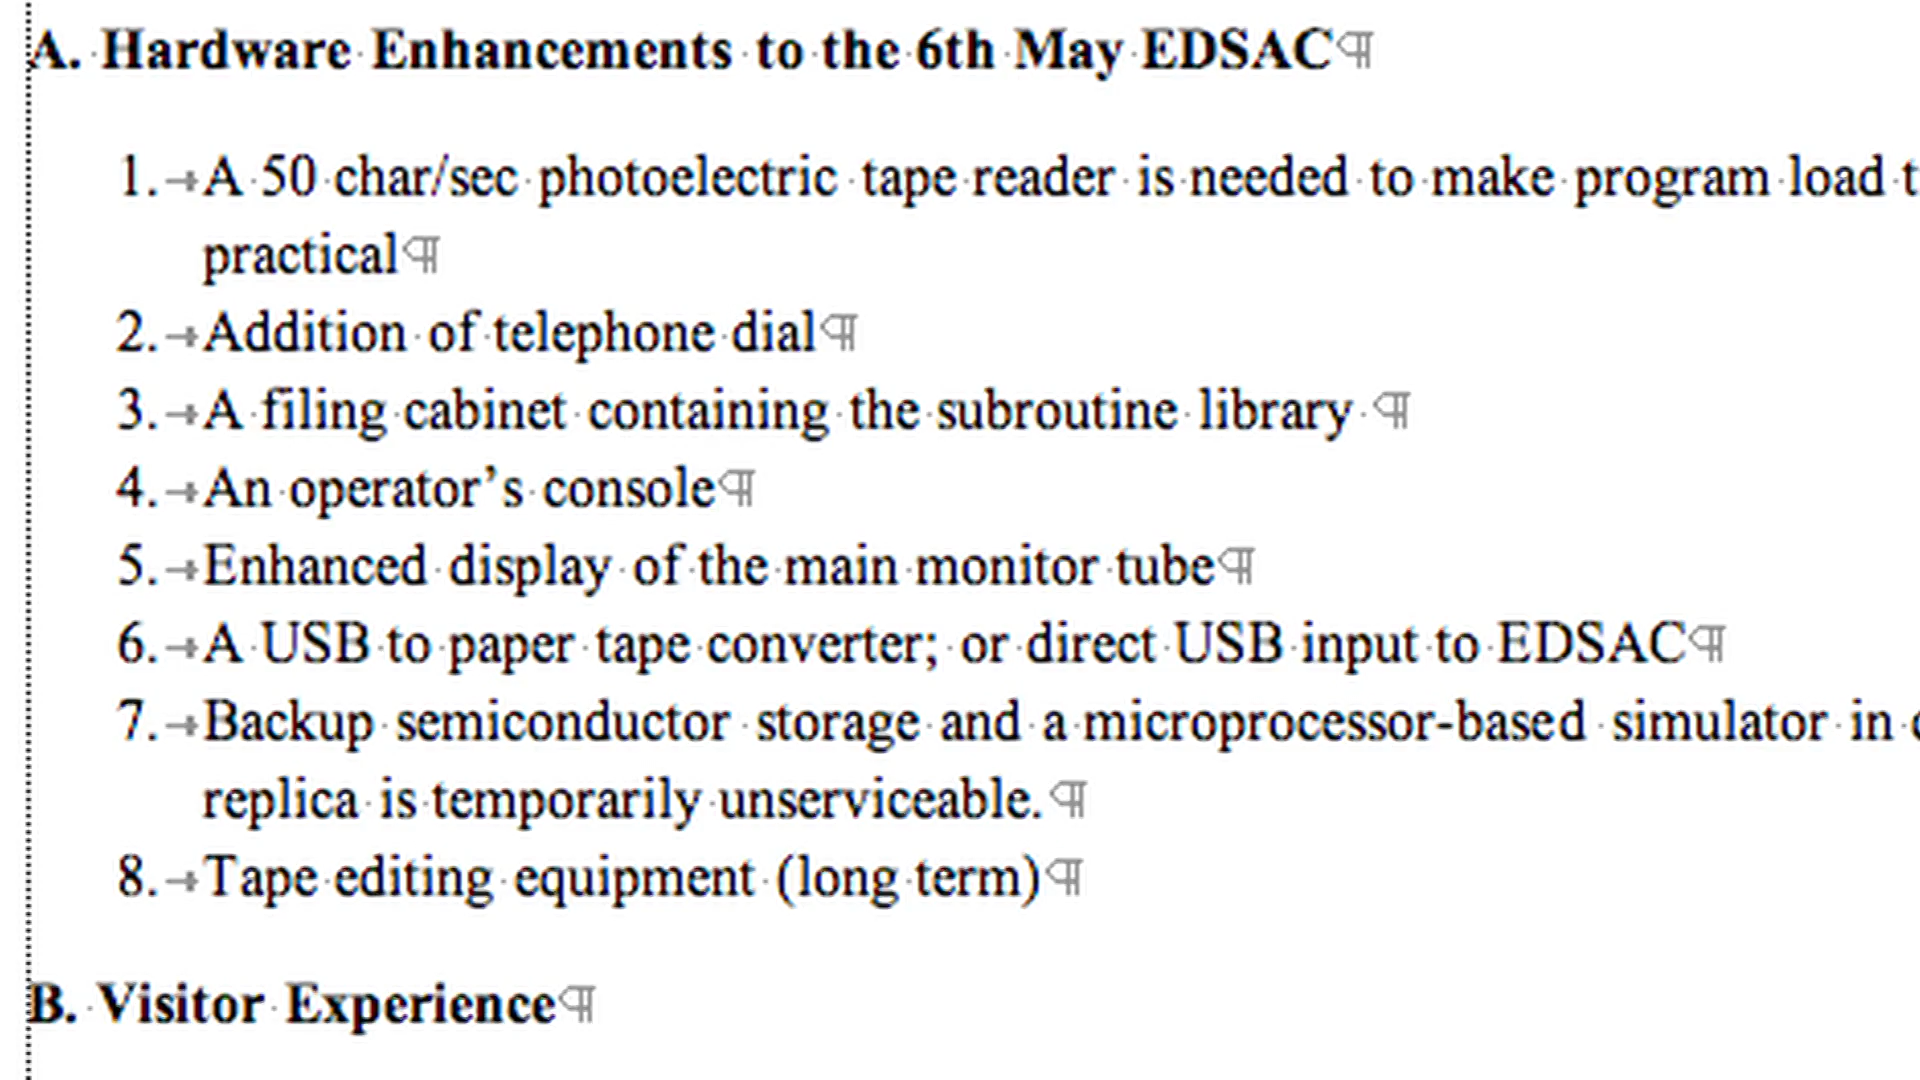 A. Hardware Enhancements to the 6th May EDSAC
1. A 50 char/sec photoelectric tape reader is needed to make program load
practical
2. Addition of telephone dial
3. A filing cabinet containing the subroutine library
4. An operator’s console
5. Enhanced display of the main monitor tube
6. A USB to paper tape converter; or direct USB input to EDSAC
7. Backup semiconductor storage and a microprocessor-based simulator in
replica is temporarily unserviceable.
8. Tape editing equipment (long term)
B. Visitor Experience